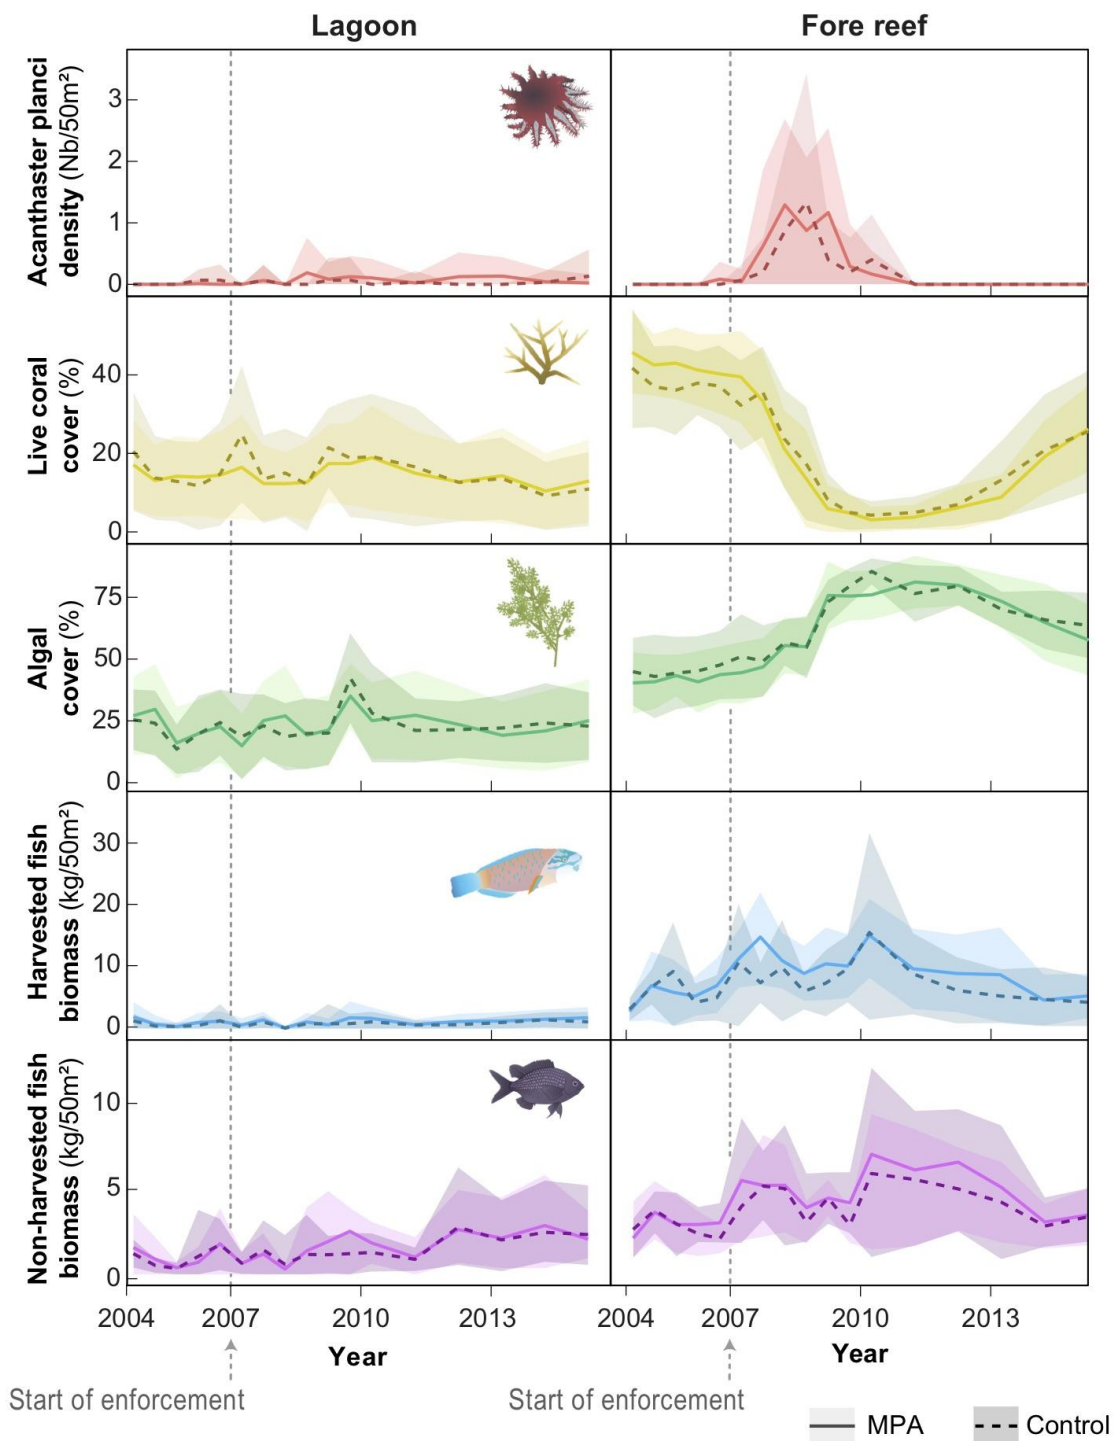 Lagoon
Fore reef
Acanthaster planci
density (Nb/50m²)
3
2
1
0
Live coral
cover (%)
40
20
0
Algal
cover (%)
75
50
25
0
Harvested fish
biomass (kg/50m²)
30
20
10
0
Non-harvested fish
biomass (kg/50m²)
10
5
0
2004 2007 2010 2013 2004 2007 2010 2013
Year Year
Start of enforcement Start of enforcement
MPA Control